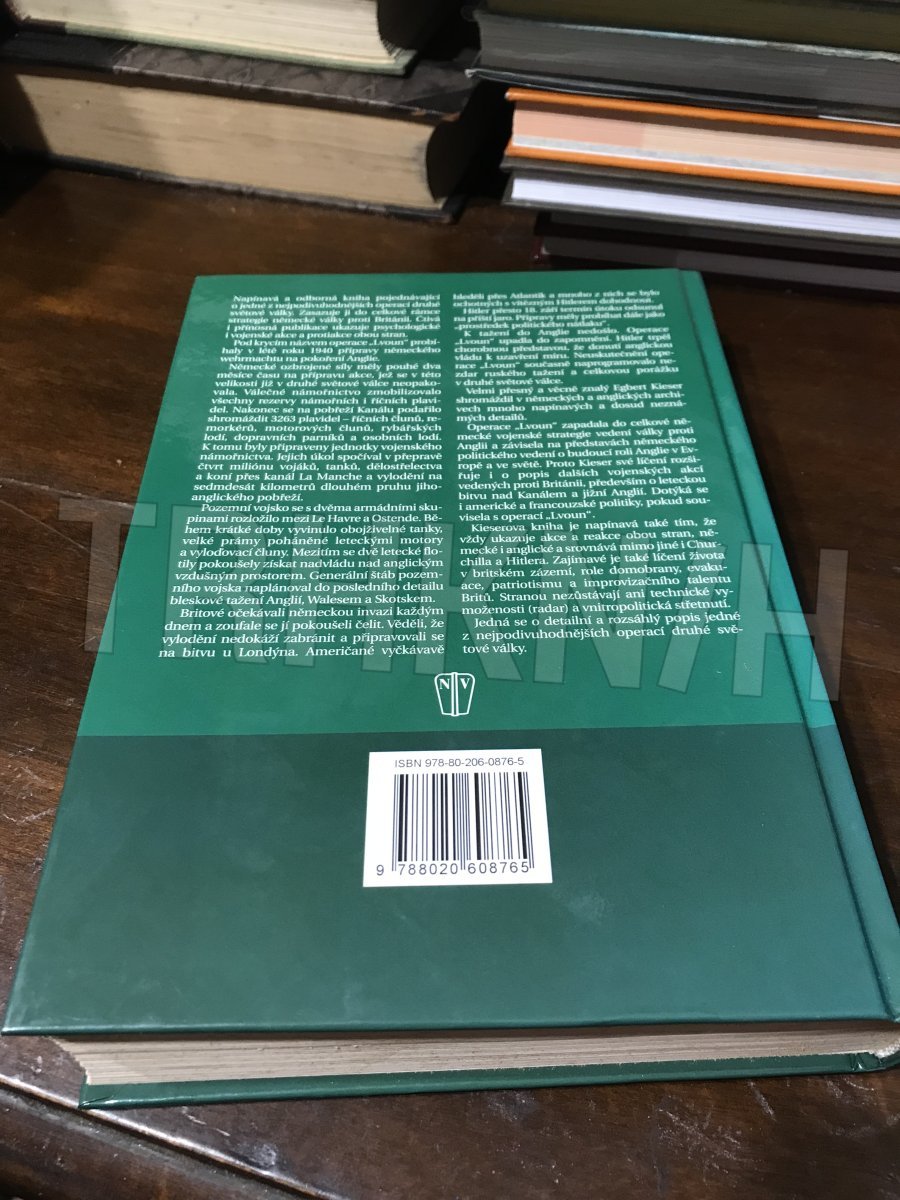 Napínavá a odborná kniha pojednávající
o jedné z nejpodivuhodnějších operací druhé
světové války. Zasazuje ji do celkové rámce
strategie německé války proti Británii. Čtivá
i přínosná publikace ukazuje psychologické
i vojenské akce a protiakce obou stran.
Pod krycím názvem operace „Lvoun" probí-
haly v létě roku 1940 přípravy německého
wehrmachtu na pokoření Anglie.
Německé ozbrojené síly měly pouhé dva
měsíce času na přípravu akce, jež se v této
velikosti již v druhé světové válce neopako-
vala. Válečné námořnictvo zmobilizovalo
všechny rezervy námořních i říčních plavi-
del. Nakonec se na pobřeží Kanálu podařilo
shromáždit 3263 plavidel – říčních člunů, re-
morkérů, motorových člunů, rybářských
lodí, dopravních parníků a osobních lodí.
K tomu byly připraveny jednotky vojenského
námořnictva. Jejich úkol spočíval v přepravě
čtvrt miliónu vojáků, tanků, dělostřelectva
a koní přes kanál La Manche a vylodění na
sedmdesát kilometrů dlouhém pruhu jiho-
anglického pobřeží.
Pozemní vojsko se s dvěma armádními sku-
pinami rozložilo mezi Le Havre a Ostende. Bě-
hem krátké doby vyvinulo obojživelné tanky,
velké prámy poháněné leteckými motory
a vyloďovací čluny. Mezitím se dvě letecké flo-
tily pokoušely získat nadvládu nad anglickým
vzdušným prostorem. Generální štáb pozem-
ního vojska naplánoval do posledního detailu
bleskové tažení Anglií, Walesem a Skotskem.
Britové očekávali německou invazi každým
dnem a zoufale se jí pokoušeli čelit. Věděli, že
vylodění nedokáží zabránit a připravovali se
na bitvu u Londýna. Američané vyčkávavě
hleděli přes Atlantik a mnoho z nich se bylo
ochotných s vítězným Hitlerem dohodnout.
Hitler přesto 18. září termín útoku odsunul
na příští jaro. Přípravy měly probíhat dále jako
„prostředek politického nátlaku".
K tažení do Anglie nedošlo. Operace
„Lvoun" upadla do zapomnění. Hitler trpěl
chorobnou představou, že donutí anglickou
vládu k uzavření míru. Neuskutečnění ope-
race „Lvoun" současně naprogramovalo ne-
zdar ruského tažení a celkovou porážku
v druhé světové válce.
Velmi přesný a věcně znalý Egbert Kieser
shromáždil v německých a anglických archi-
vech mnoho napínavých a dosud nezná-
mých detailů.
Operace „Lvoun" zapadala do celkové ně-
mecké vojenské strategie vedení války proti
Anglii a závisela na představách německého
politického vedení o budoucí roli Anglie v Ev-
ropě a ve světě. Proto Kieser své líčení rozši-
řuje i o popis dalších vojenských akcí
vedených proti Británii, především o leteckou
bitvu nad Kanálem a jižní Anglií. Dotýká se
i americké a francouzské politiky, pokud sou-
visela s operací „Lvoun".
Kieserova kniha je napínavá také tím, že
vždy ukazuje akce a reakce obou stran, ně-
mecké i anglické a srovnává mimo jiné i Chur-
chilla a Hitlera. Zajímavé je také líčení života
v britském zázemí, role domobrany, evaku-
ace, patriotismu a improvizačního talentu
Britů. Stranou nezůstávají ani technické vy-
moženosti (radar) a vnitropolitická střetnutí.
Jedná se o detailní a rozsáhlý popis jedné
z nejpodivuhodnějších operací druhé svě-
tové války.
N V
ISBN 978-80-206-0876-5
9 788020 608765